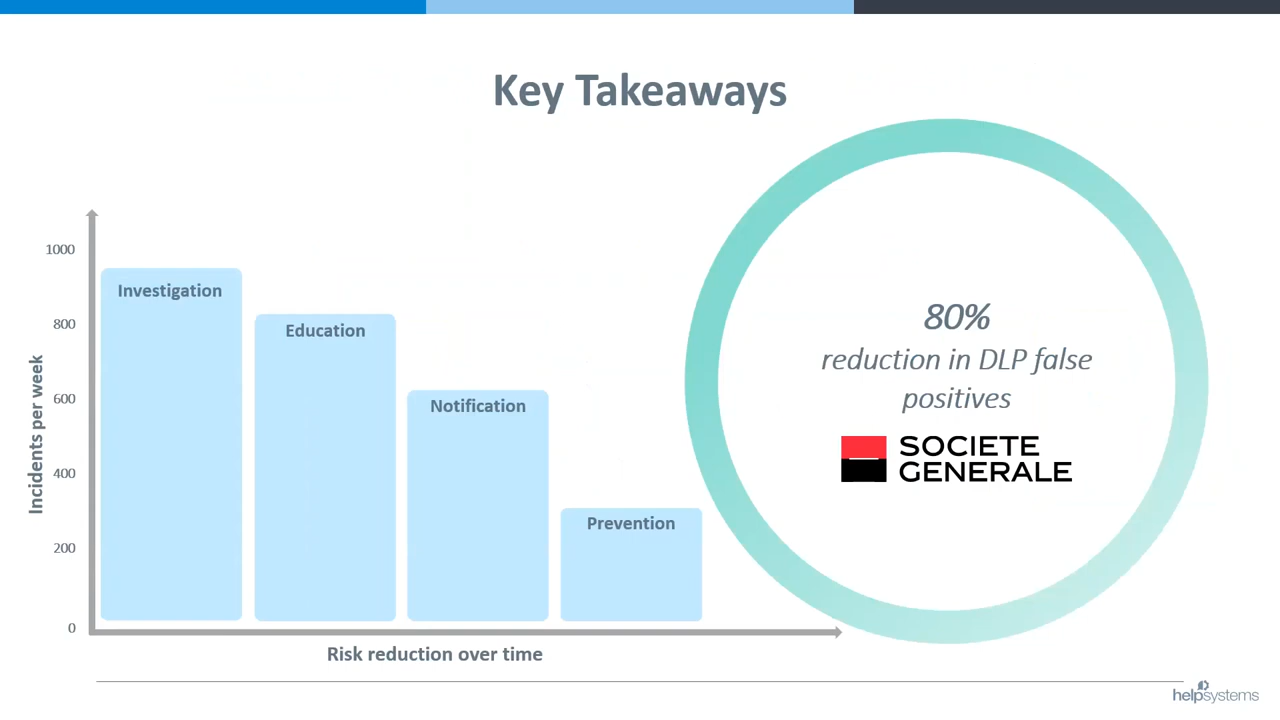 Key Takeaways
1000
800
600
400
200
0
Incidents per week
Investigation
Education
Notification
Prevention
Risk reduction over time
80%
reduction in DLP false
positives
SOCIETE
GENERALE
helpsystems